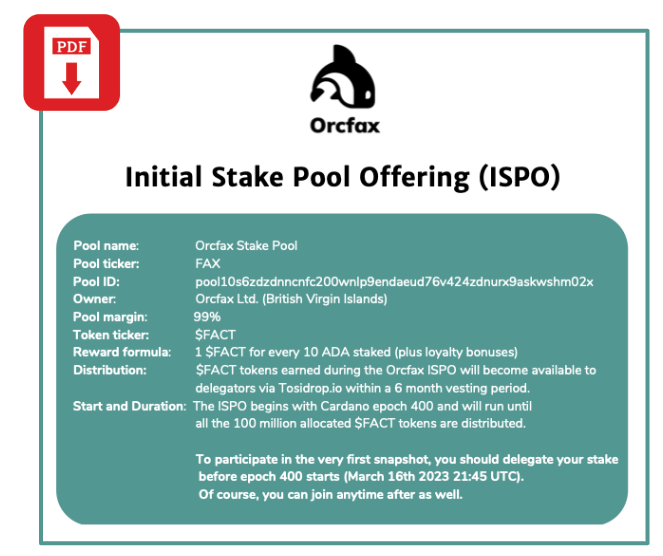 PDF
Orcfax
Initial Stake Pool Offering (ISPO)
Pool name: Orcfax Stake Pool
Pool ticker: FAX
Pool ID: pool10s6zdzdnncnfc200wnlp9endaeud76v424zdnurx9askwshm02x
Owner: Orcfax Ltd. (British Virgin Islands)
Pool margin: 99%
Token ticker: $FACT
Reward formula: 1 $FACT for every 10 ADA staked (plus loyalty bonuses)
Distribution: $FACT tokens earned during the Orcfax ISPO will become available to
delegators via Tosidrop.io within a 6 month vesting period.
Start and Duration: The ISPO begins with Cardano epoch 400 and will run until
all the 100 million allocated $FACT tokens are distributed.
To participate in the very first snapshot, you should delegate your stake
before epoch 400 starts (March 16th 2023 21:45 UTC).
Of course, you can join anytime after as well.